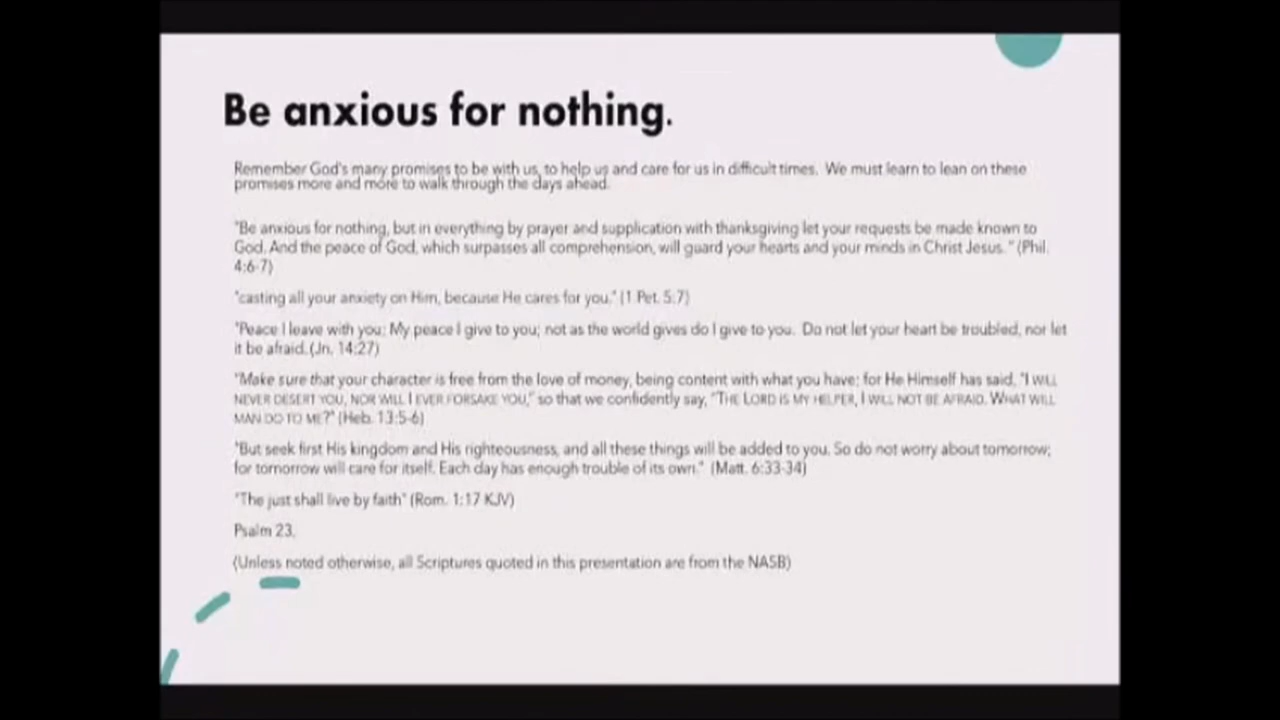 Be anxious for nothing.
Remember God's many promises to be with us, to help us and care for us in difficult times. We must learn to lean on these
promises more and more to walk through the days ahead.
"Be anxious for nothing, but in everything by prayer and supplication with thanksgiving let your requests be made known to
God. And the peace of God, which surpasses all comprehension, will guard your hearts and your minds in Christ Jesus." (Phil.
4:6-7)
"casting all your anxiety on Him, because He cares for you." (1 Pet. 5:7)
"Peace I leave with you; My peace I give to you; not as the world gives do I give to you. Do not let your heart be troubled, nor let
it be afraid. (Jn. 14:27)
"Make sure that your character is free from the love of money, being content with what you have; for He Himself has said, "I WILL
NEVER DESERT YOU, NOR WILL I EVER FORSAKE YOU," so that we confidently say, "THE LORD IS MY HELPER, I WILL NOT BE AFRAID. WHAT WILL
MAN DO TO ME?" (Heb. 13:5-6)
"But seek first His kingdom and His righteousness, and all these things will be added to you. So do not worry about tomorrow;
for tomorrow will care for itself. Each day has enough trouble of its own." (Matt. 6:33-34)
"The just shall live by faith" (Rom. 1:17 KJV)
Psalm 23.
(Unless noted otherwise, all Scriptures quoted in this presentation are from the NASB)